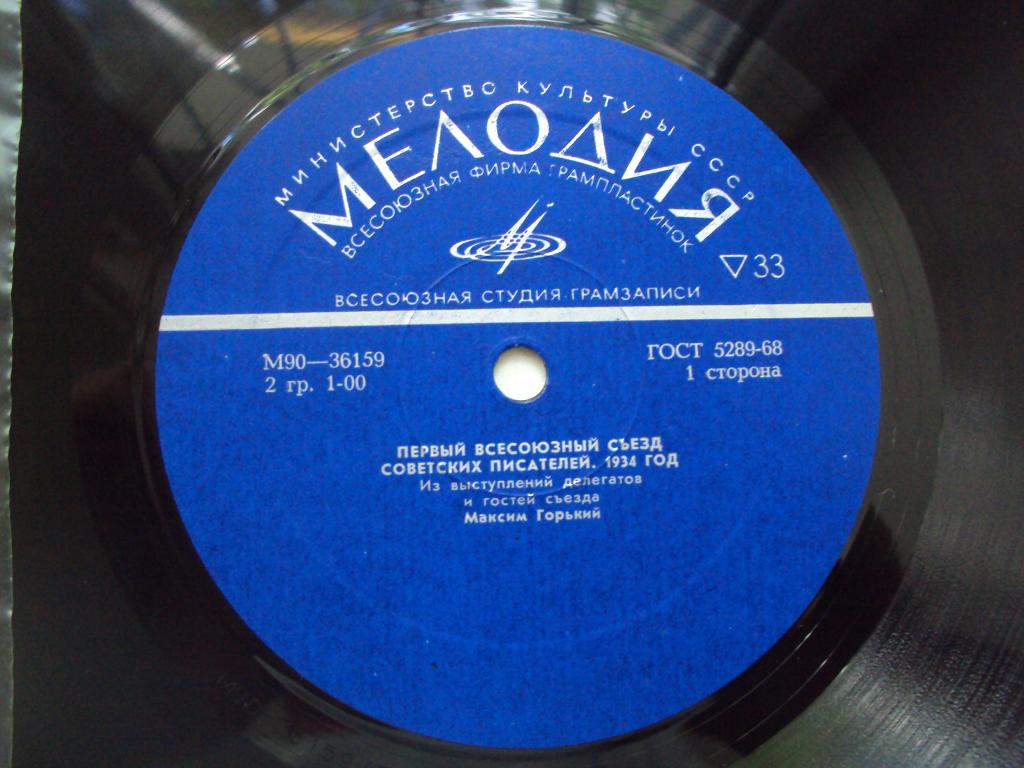 МИНИСТЕРСТВО КУЛЬТУРЫ СССР
МЕЛОДИЯ
ВСЕСОЮЗНАЯ ФИРМА ГРАМПЛАСТИНОК
▽33
ВСЕСОЮЗНАЯ СТУДИЯ ГРАМЗАПИСИ
М90—36159
2 гр. 1-00
ГОСТ 5289-68
1 сторона
ПЕРВЫЙ ВСЕСОЮЗНЫЙ СЪЕЗД
СОВЕТСКИХ ПИСАТЕЛЕЙ. 1934 ГОД
Из выступлений делегатов
и гостей съезда
Максим Горький